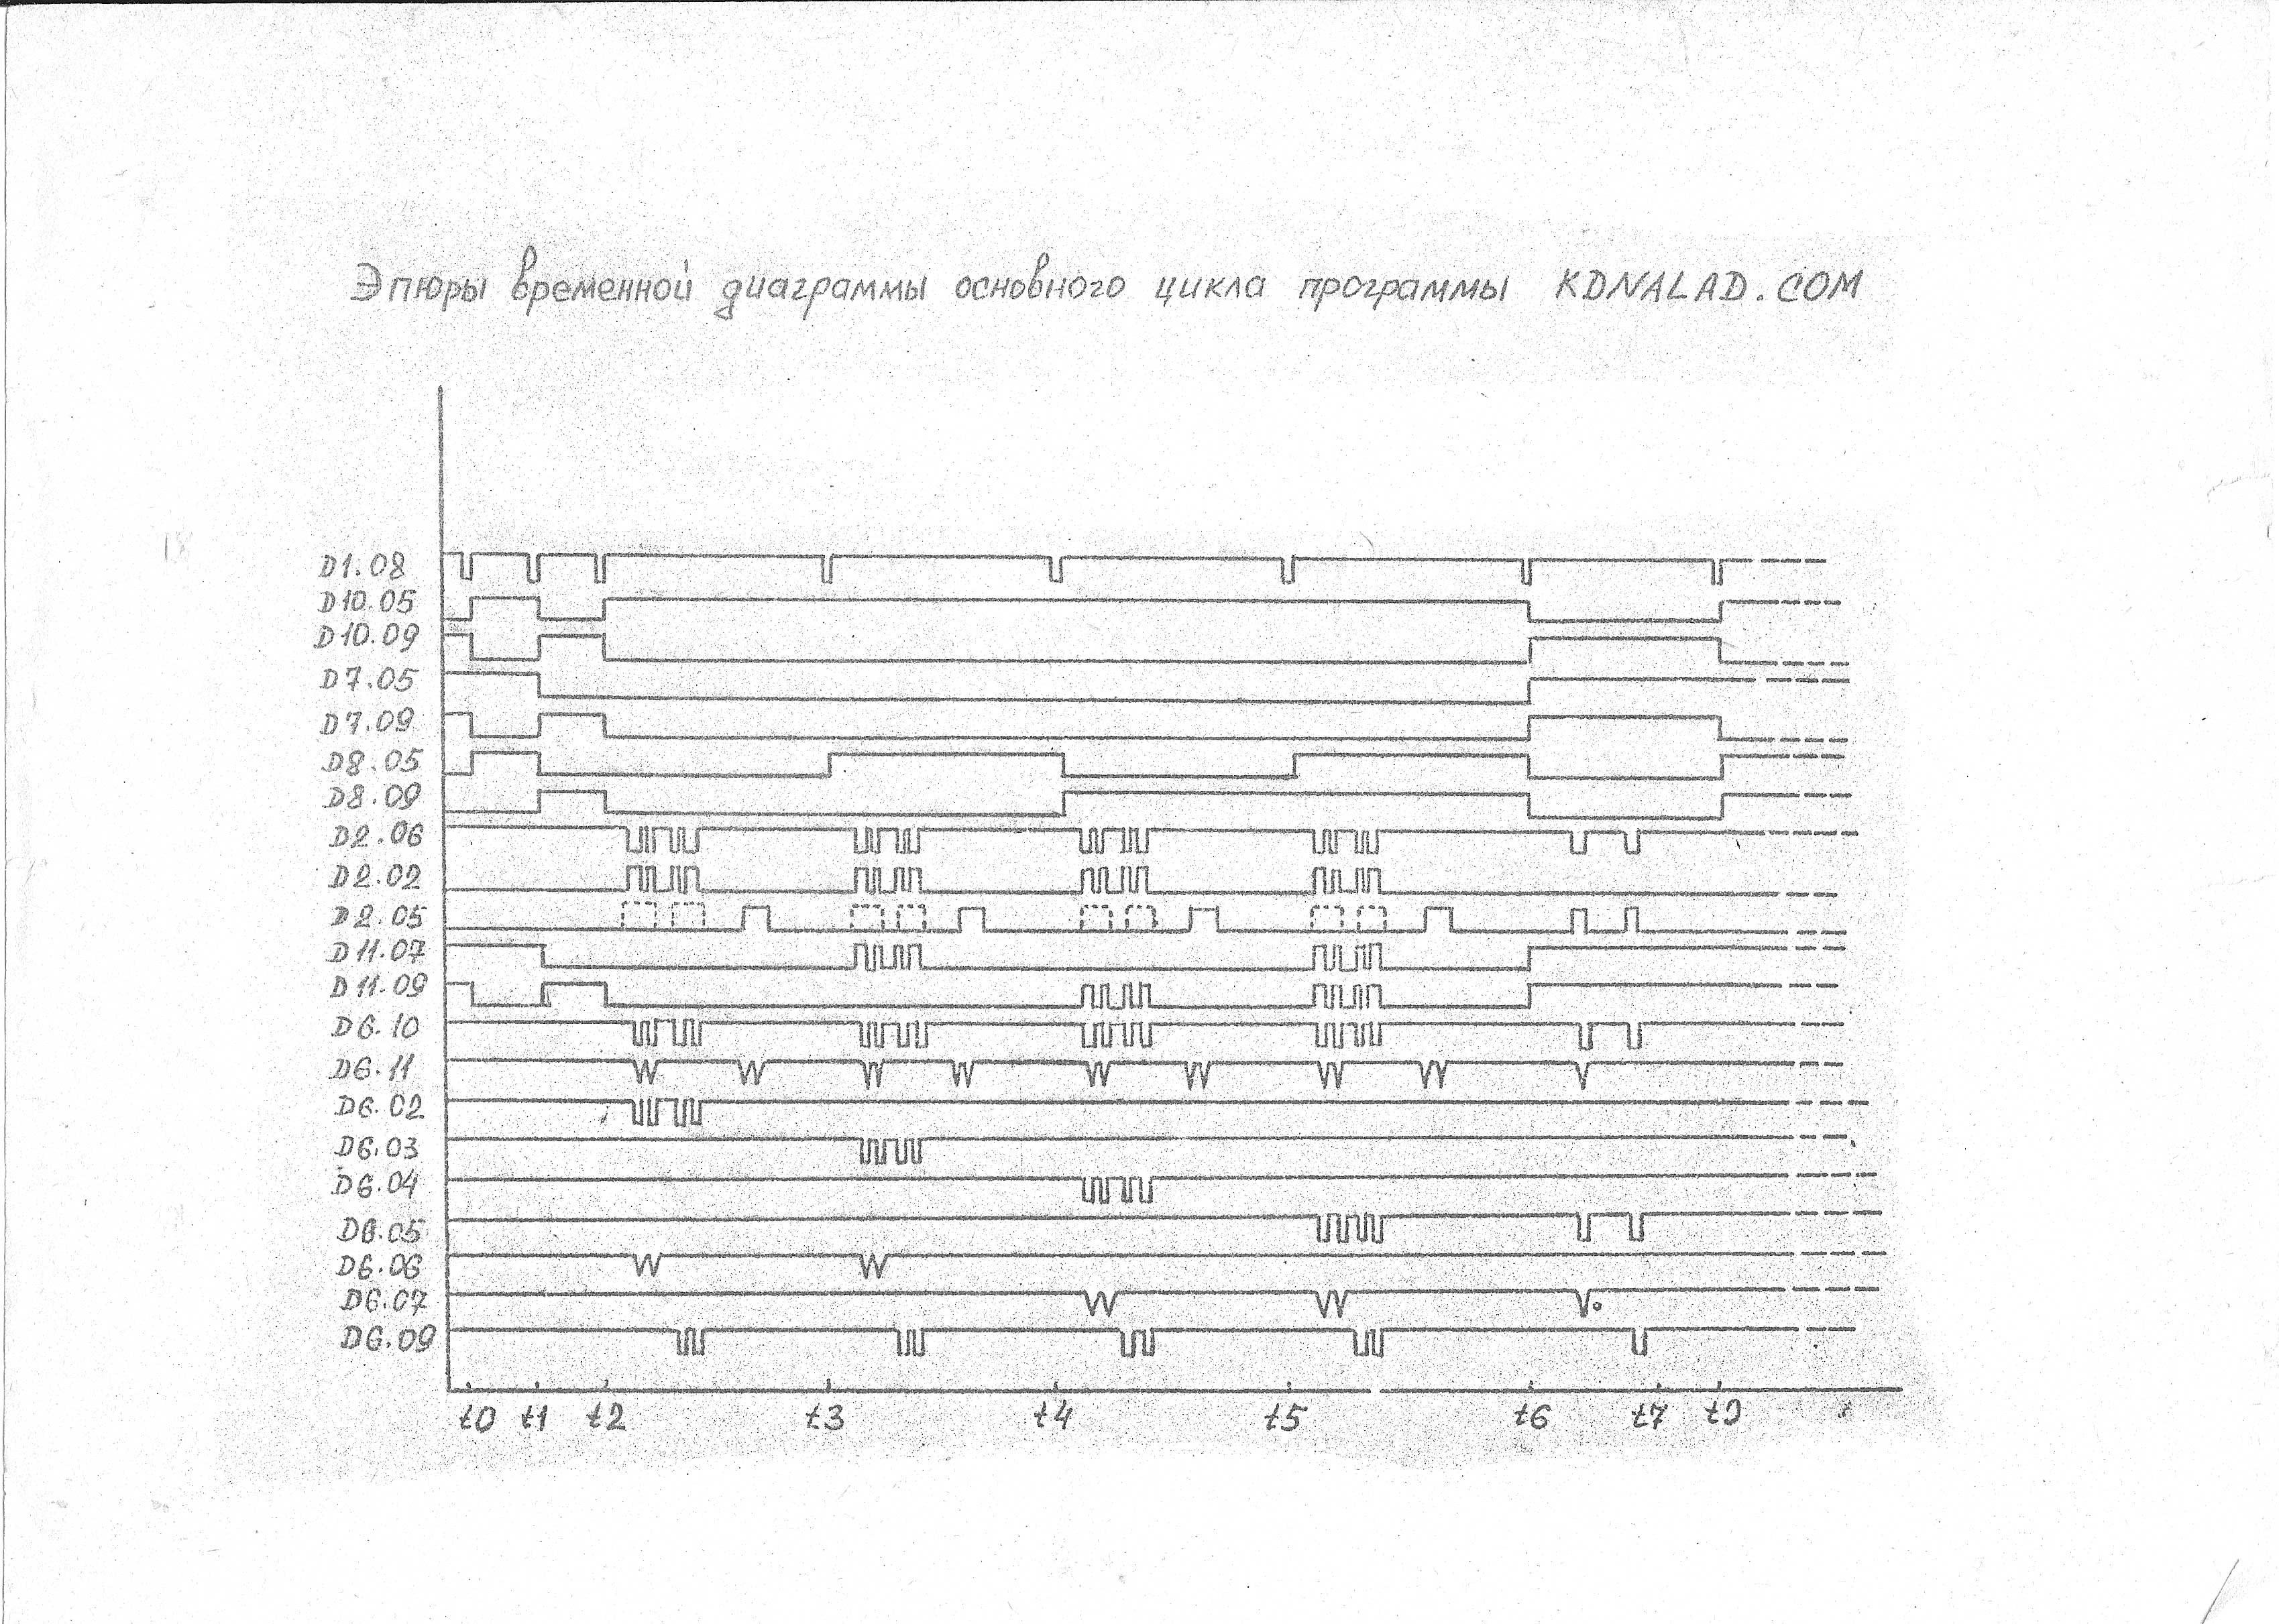 Эпюры временной диаграммы основного цикла программы KDNALAD.COM
D1.08
D10.05
D10.09
D7.05
D7.09
D8.05
D8.09
D2.06
D2.02
D2.05
D11.07
D11.09
D6.10
D6.11
D6.02
D6.03
D6.04
D6.05
D6.06
D6.07
D6.09
t0 t1 t2 t3 t4 t5 t6 t7 t0